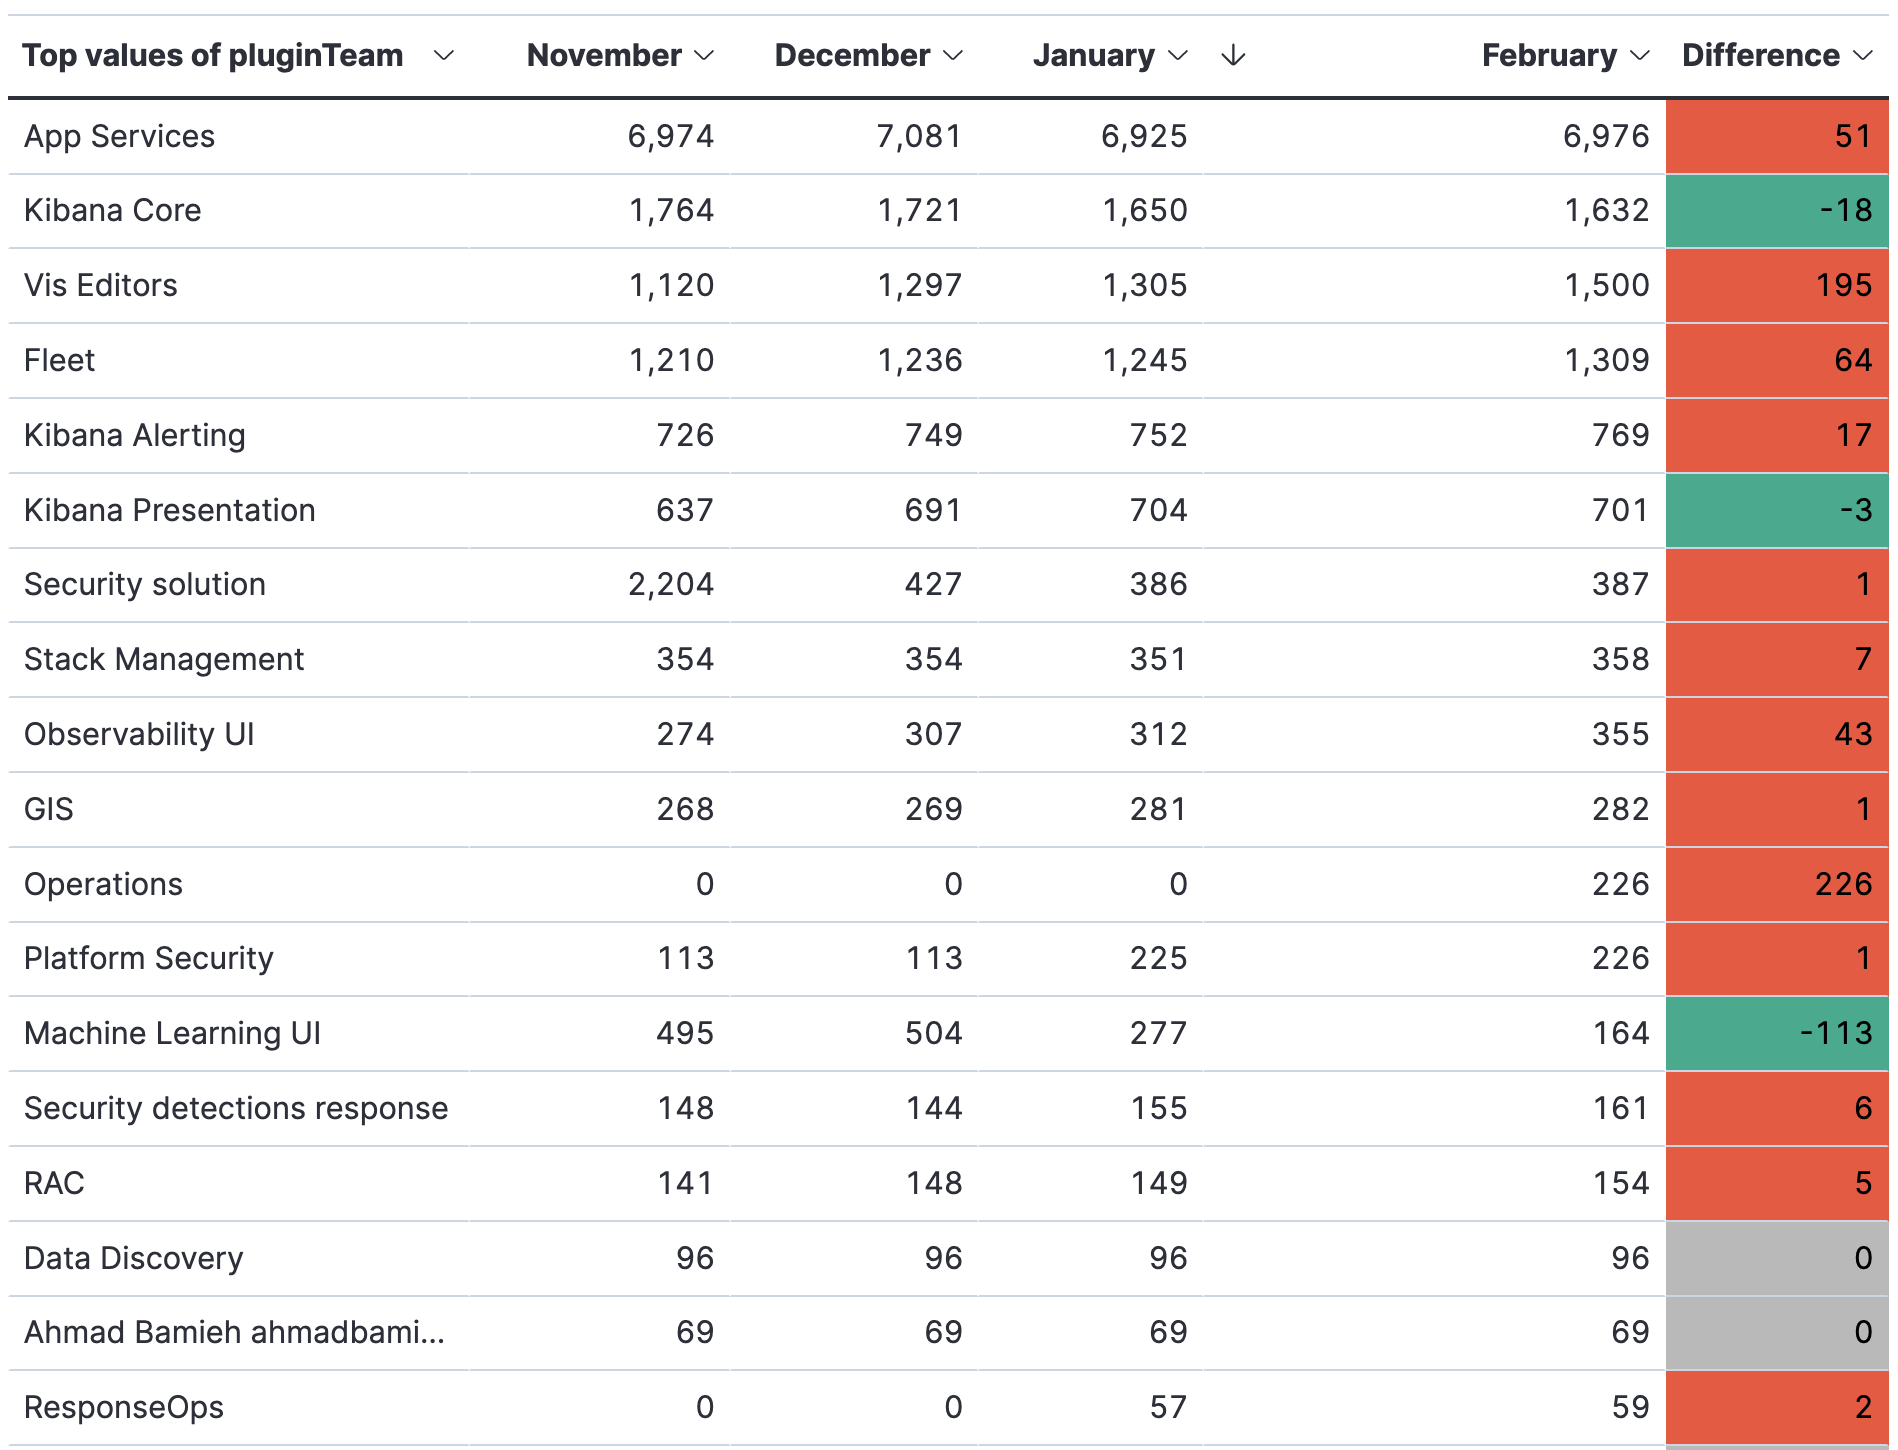 Top values of pluginTeam November December January February Difference
App Services 6,974 7,081 6,925 6,976 51
Kibana Core 1,764 1,721 1,650 1,632 -18
Vis Editors 1,120 1,297 1,305 1,500 195
Fleet 1,210 1,236 1,245 1,309 64
Kibana Alerting 726 749 752 769 17
Kibana Presentation 637 691 704 701 -3
Security solution 2,204 427 386 387 1
Stack Management 354 354 351 358 7
Observability UI 274 307 312 355 43
GIS 268 269 281 282 1
Operations 0 0 0 226 226
Platform Security 113 113 225 226 1
Machine Learning UI 495 504 277 164 -113
Security detections response 148 144 155 161 6
RAC 141 148 149 154 5
Data Discovery 96 96 96 96 0
Ahmad Bamieh ahmadbami... 69 69 69 69 0
ResponseOps 0 0 57 59 2